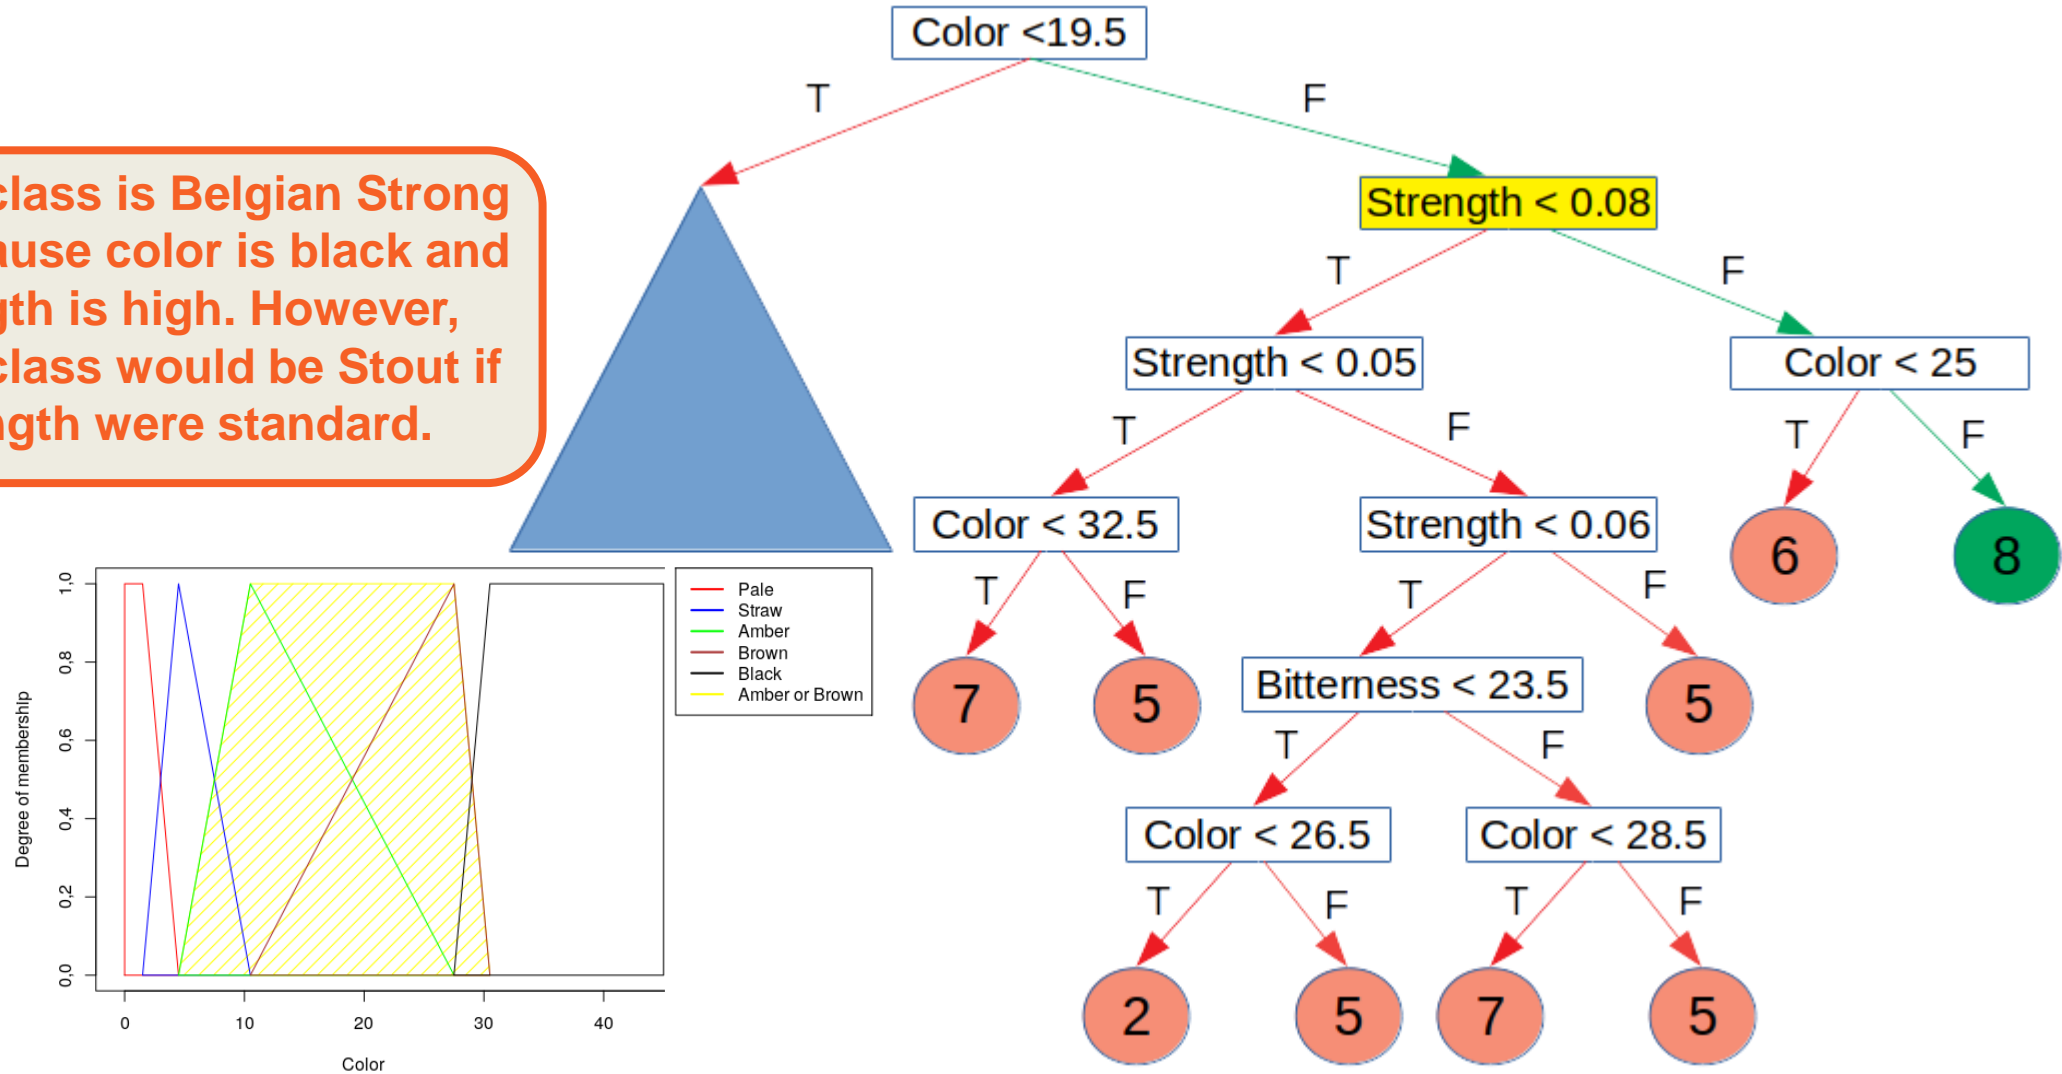 Color <19.5
T
F
class is Belgian Strong
ause color is black and
gth is high. However,
class would be Stout if
ngth were standard.
Strength < 0.08
T
F
Strength < 0.05
Color < 25
T
F
T
F
Color < 32.5
Strength < 0.06
6
8
T
F
T
F
7
5
Bitterness < 23.5
5
T
F
Color < 26.5
Color < 28.5
T
F
T
F
2
5
7
5
Degree of membership
1,0
0,8
0,6
0,4
0,2
0,0
0
10
20
30
40
Color
Pale
Straw
Amber
Brown
Black
Amber or Brown